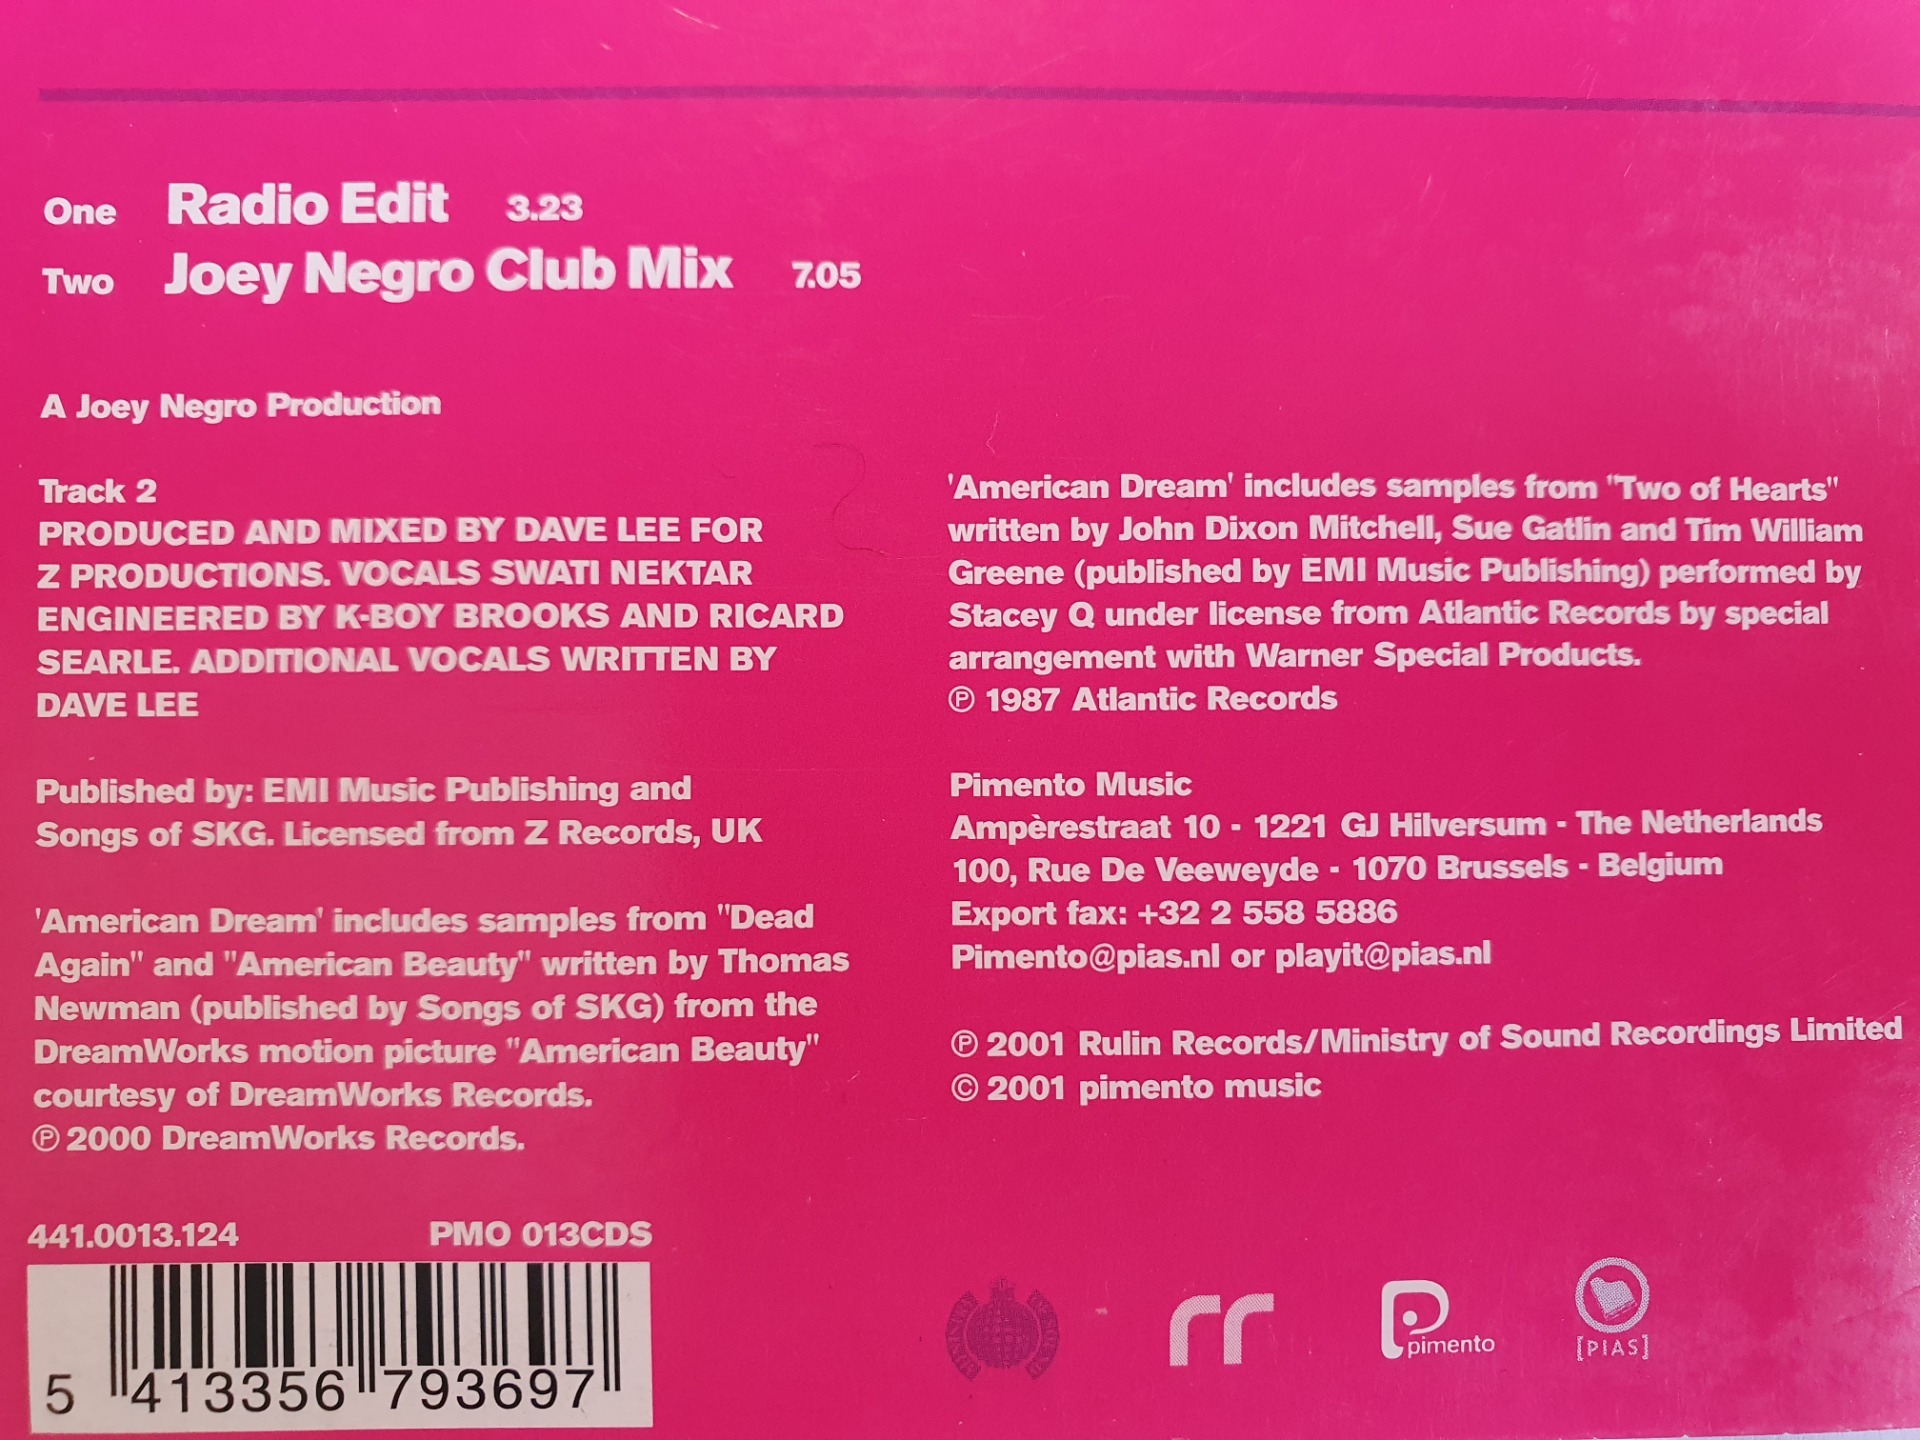 One Radio Edit 3.23
Two Joey Negro Club Mix 7.05
A Joey Negro Production
Track 2
PRODUCED AND MIXED BY DAVE LEE FOR
Z PRODUCTIONS. VOCALS SWATI NEKTAR
ENGINEERED BY K-BOY BROOKS AND RICARD
SEARLE. ADDITIONAL VOCALS WRITTEN BY
DAVE LEE
Published by: EMI Music Publishing and
Songs of SKG. Licensed from Z Records, UK
'American Dream' includes samples from "Dead
Again" and "American Beauty" written by Thomas
Newman (published by Songs of SKG) from the
DreamWorks motion picture "American Beauty"
courtesy of DreamWorks Records.
℗ 2000 DreamWorks Records.
'American Dream' includes samples from "Two of Hearts"
written by John Dixon Mitchell, Sue Gatlin and Tim William
Greene (published by EMI Music Publishing) performed by
Stacey Q under license from Atlantic Records by special
arrangement with Warner Special Products.
℗ 1987 Atlantic Records
Pimento Music
Ampèrestraat 10 - 1221 GJ Hilversum - The Netherlands
100, Rue De Veeweyde - 1070 Brussels - Belgium
Export fax: +32 2 558 5886
Pimento@pias.nl or playit@pias.nl
℗ 2001 Rulin Records/Ministry of Sound Recordings Limited
© 2001 pimento music
441.0013.124 PMO 013CDS
5 413356 793697
rr
pimento
[PIAS]